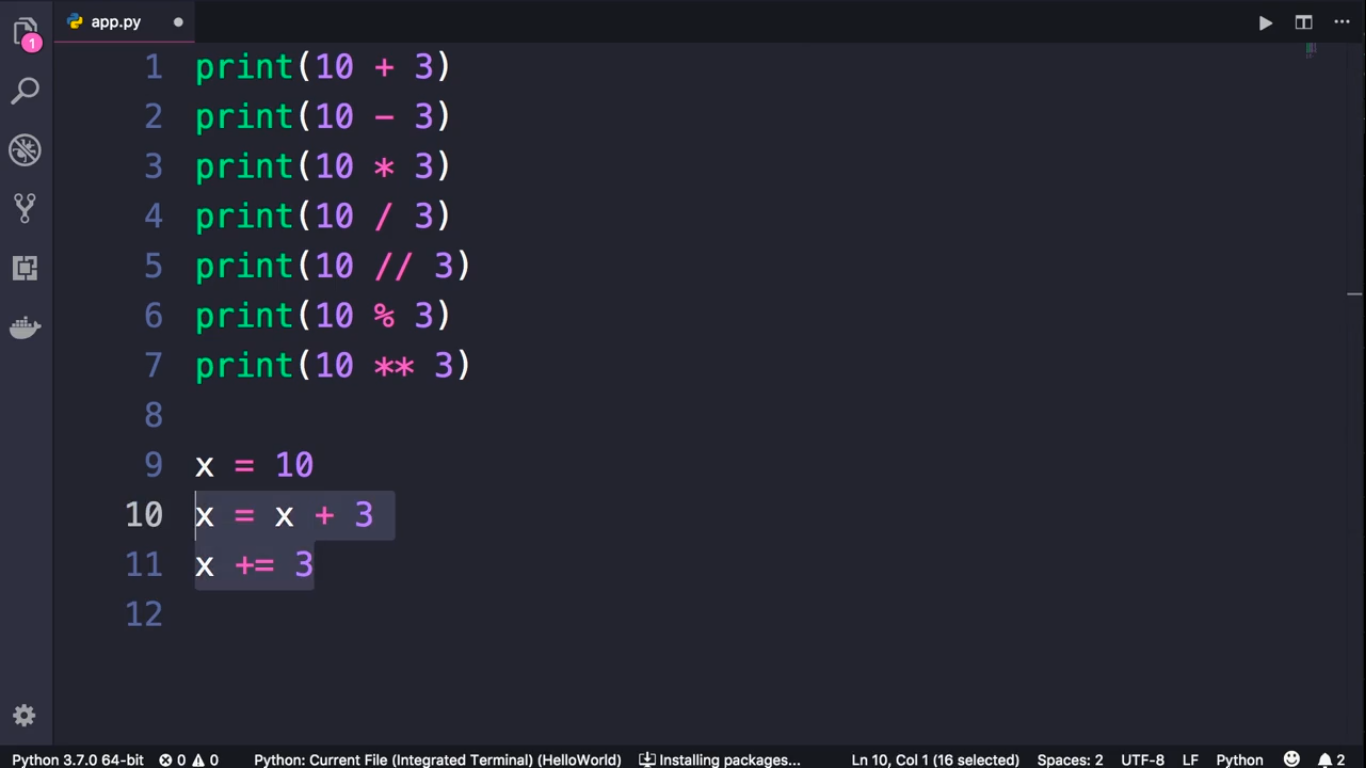 app.py
1
1 print(10 + 3)
2 print(10 - 3)
3 print(10 * 3)
4 print(10 / 3)
5 print(10 // 3)
6 print(10 % 3)
7 print(10 ** 3)
8
9 x = 10
10 x = x + 3
11 x += 3
12
Python 3.7.0 64-bit 0 0 Python: Current File (Integrated Terminal) (HelloWorld) Installing packages... Ln 10, Col 1 (16 selected) Spaces: 2 UTF-8 LF Python 2